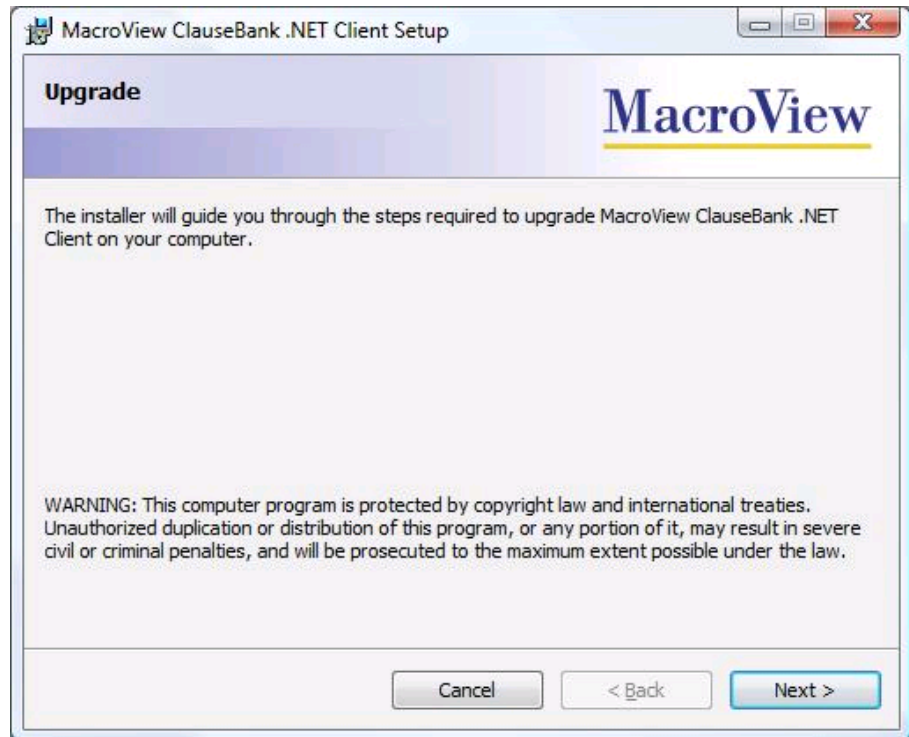 MacroView ClauseBank .NET Client Setup
Upgrade
MacroView
The installer will guide you through the steps required to upgrade MacroView ClauseBank .NET
Client on your computer.
WARNING: This computer program is protected by copyright law and international treaties.
Unauthorized duplication or distribution of this program, or any portion of it, may result in severe
civil or criminal penalties, and will be prosecuted to the maximum extent possible under the law.
Cancel
< Back
Next >